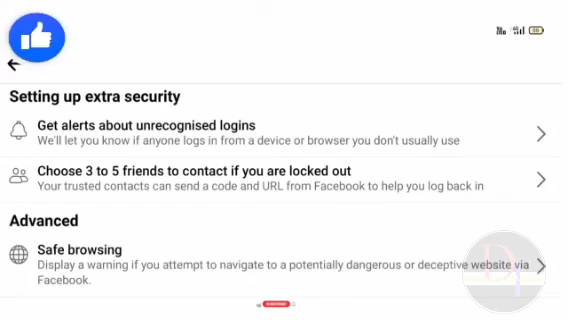 Setting up extra security
Get alerts about unrecognised logins
We'll let you know if anyone logs in from a device or browser you don't usually use
Choose 3 to 5 friends to contact if you are locked out
Your trusted contacts can send a code and URL from Facebook to help you log back in
Advanced
Safe browsing
Display a warning if you attempt to navigate to a potentially dangerous or deceptive website via
Facebook.